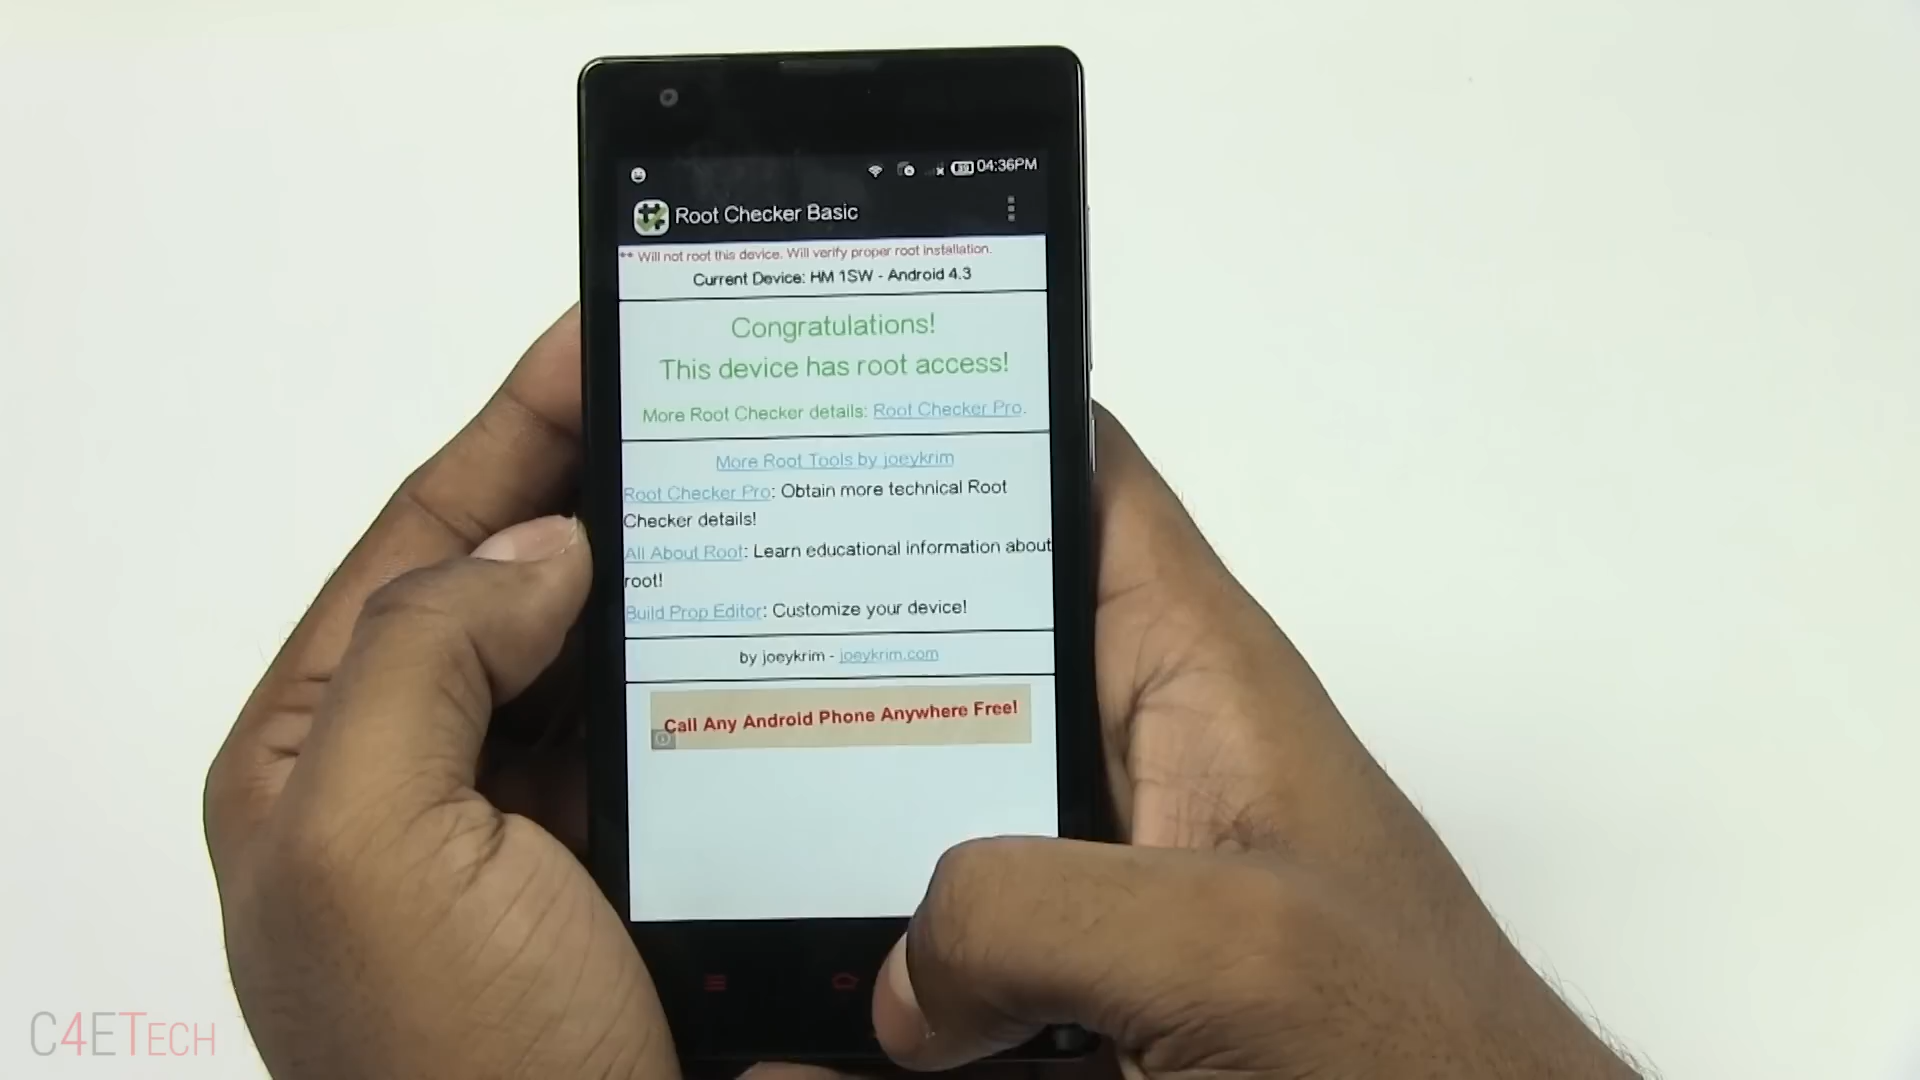 04:36PM
Root Checker Basic
** Will not root this device. Will verify proper root installation.
Current Device: HM 1SW - Android 4.3
Congratulations!
This device has root access!
More Root Checker details: Root Checker Pro.
More Root Tools by joeykrim
Root Checker Pro: Obtain more technical Root
Checker details!
All About Root: Learn educational information about
root!
Build Prop Editor: Customize your device!
by joeykrim - joeykrim.com
Call Any Android Phone Anywhere Free!
C4ETECH